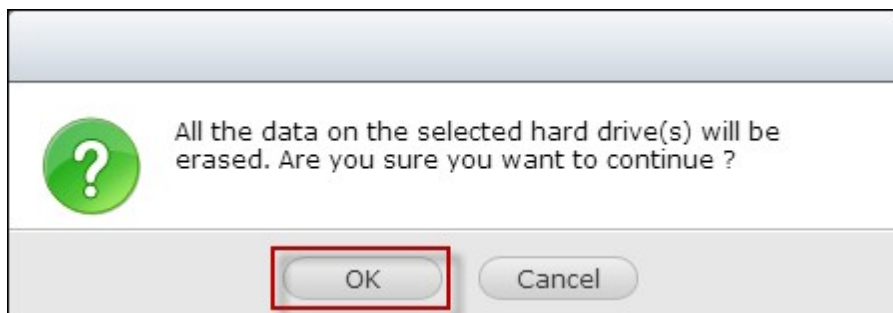 All the data on the selected hard drive(s) will be
erased. Are you sure you want to continue ?
OK Cancel